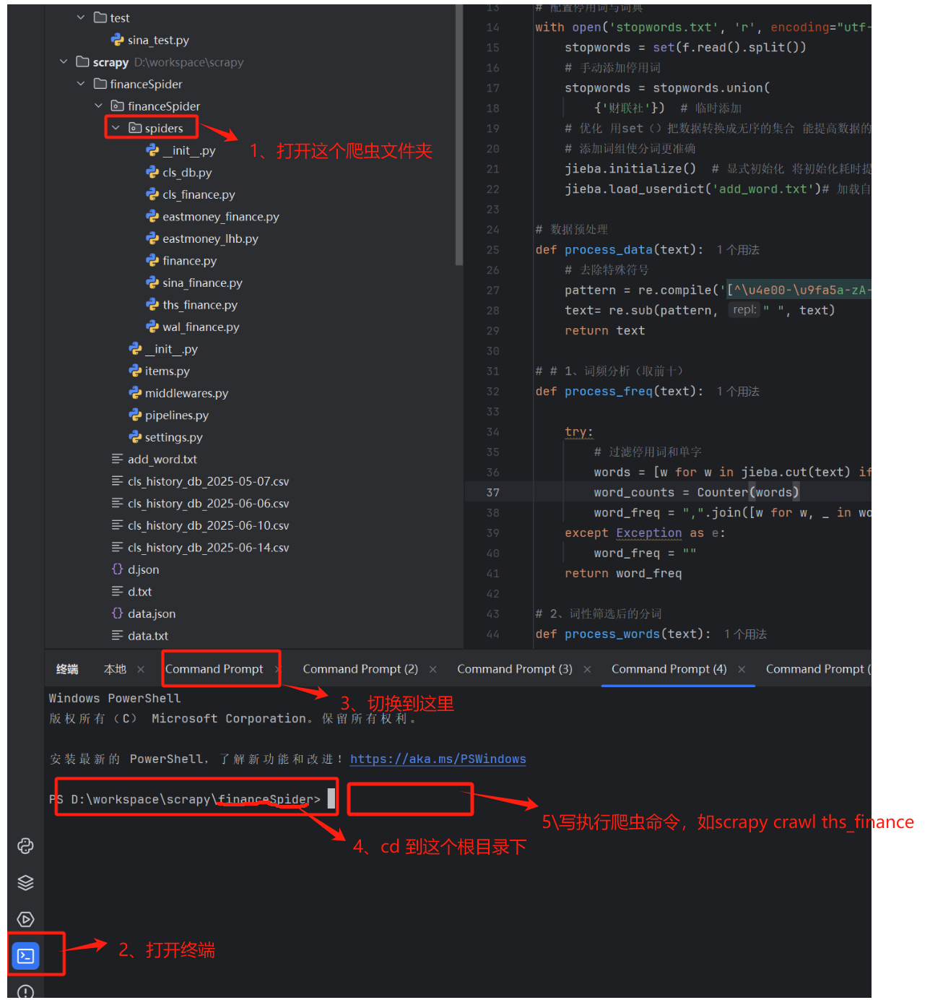 test
sina_test.py
scrapy D:\workspace\scrapy
financeSpider
financeSpider
spiders
1、打开这个爬虫文件夹
__init__.py
cls_db.py
cls_finance.py
eastmoney_finance.py
eastmoney_lhb.py
finance.py
sina_finance.py
ths_finance.py
wal_finance.py
__init__.py
items.py
middlewares.py
pipelines.py
settings.py
add_word.txt
cls_history_db_2025-05-07.csv
cls_history_db_2025-06-06.csv
cls_history_db_2025-06-10.csv
cls_history_db_2025-06-14.csv
d.json
d.txt
data.json
data.txt
13 # 配置停用词与词典
14 with open('stopwords.txt', 'r', encoding="utf-
15 stopwords = set(f.read().split())
16 # 手动添加停用词
17 stopwords = stopwords.union(
18 {'财联社'}) # 临时添加
19 # 优化 用set（）把数据转换成无序的集合 能提高数据的
20 # 添加词组使分词更准确
21 jieba.initialize() # 显式初始化 将初始化耗时提
22 jieba.load_userdict('add_word.txt')# 加载自
23
24 # 数据预处理
25 def process_data(text): 1 个用法
26 # 去除特殊符号
27 pattern = re.compile('[^\u4e00-\u9fa5a-zA-
28 text= re.sub(pattern, repl: " ", text)
29 return text
30
31 # # 1、词频分析（取前十）
32 def process_freq(text): 1 个用法
33
34 try:
35 # 过滤停用词和单字
36 words = [w for w in jieba.cut(text) if
37 word_counts = Counter(words)
38 word_freq = ",".join([w for w, _ in wo
39 except Exception as e:
40 word_freq = ""
41 return word_freq
42
43 # 2、词性筛选后的分词
44 def process_words(text): 1 个用法
终端 本地 × Command Prompt × Command Prompt (2) × Command Prompt (3) × Command Prompt (4) × Command Prompt (
3、切换到这里
Windows PowerShell
版权所有（C） Microsoft Corporation。保留所有权利。
安装最新的 PowerShell，了解新功能和改进！https://aka.ms/PSWindows
PS D:\workspace\scrapy\financeSpider>
5\写执行爬虫命令，如scrapy crawl ths_finance
4、cd 到这个根目录下
2、打开终端